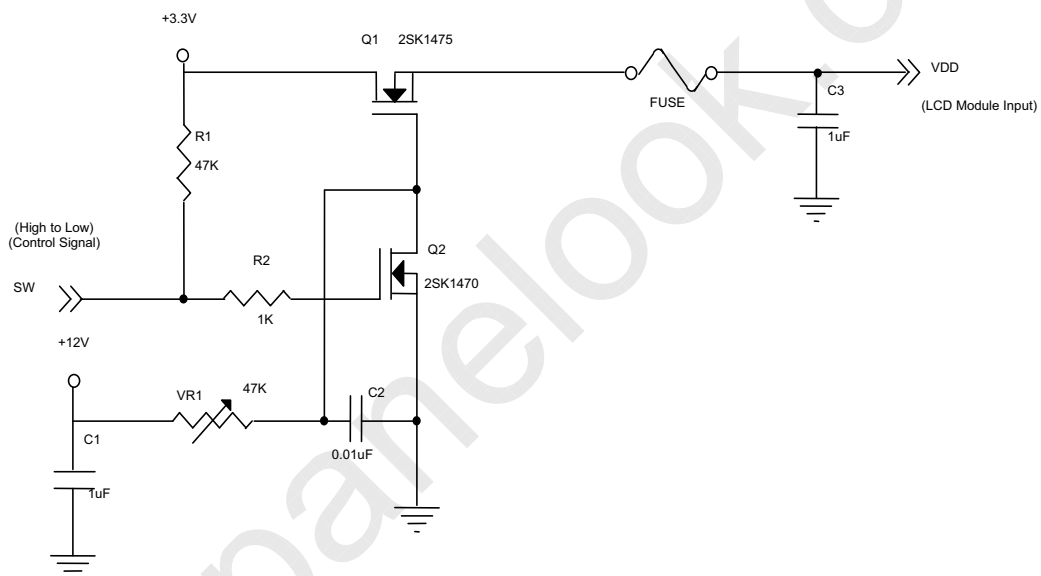 +3.3V
Q1 2SK1475
FUSE
VDD
C3
(LCD Module Input)
1uF
R1
47K
(High to Low)
(Control Signal)
SW
R2
1K
Q2
2SK1470
+12V
VR1
47K
C2
0.01uF
C1
1uF
panelook.